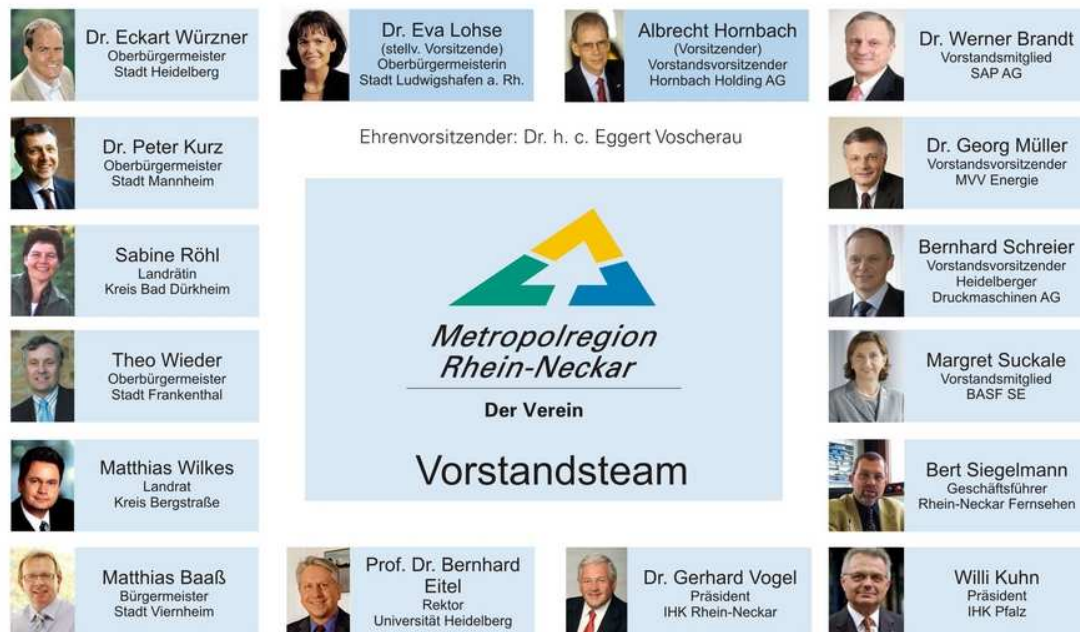 Dr. Eckart Würzner
Oberbürgermeister
Stadt Heidelberg
Dr. Eva Lohse
(stellv. Vorsitzende)
Oberbürgermeisterin
Stadt Ludwigshafen a. Rh.
Albrecht Hornbach
(Vorsitzender)
Vorstandsvorsitzender
Hornbach Holding AG
Dr. Werner Brandt
Vorstandsmitglied
SAP AG
Ehrenvorsitzender: Dr. h. c. Eggert Voscherau
Dr. Peter Kurz
Oberbürgermeister
Stadt Mannheim
Dr. Georg Müller
Vorstandsvorsitzender
MVV Energie
Sabine Röhl
Landrätin
Kreis Bad Dürkheim
Bernhard Schreier
Vorstandsvorsitzender
Heidelberger
Druckmaschinen AG
Metropolregion
Rhein-Neckar
Der Verein
Vorstandsteam
Theo Wieder
Oberbürgermeister
Stadt Frankenthal
Margret Suckale
Vorstandsmitglied
BASF SE
Matthias Wilkes
Landrat
Kreis Bergstraße
Bert Siegelmann
Geschäftsführer
Rhein-Neckar Fernsehen
Matthias Baaß
Bürgermeister
Stadt Viernheim
Prof. Dr. Bernhard
Eitel
Rektor
Universität Heidelberg
Dr. Gerhard Vogel
Präsident
IHK Rhein-Neckar
Willi Kuhn
Präsident
IHK Pfalz